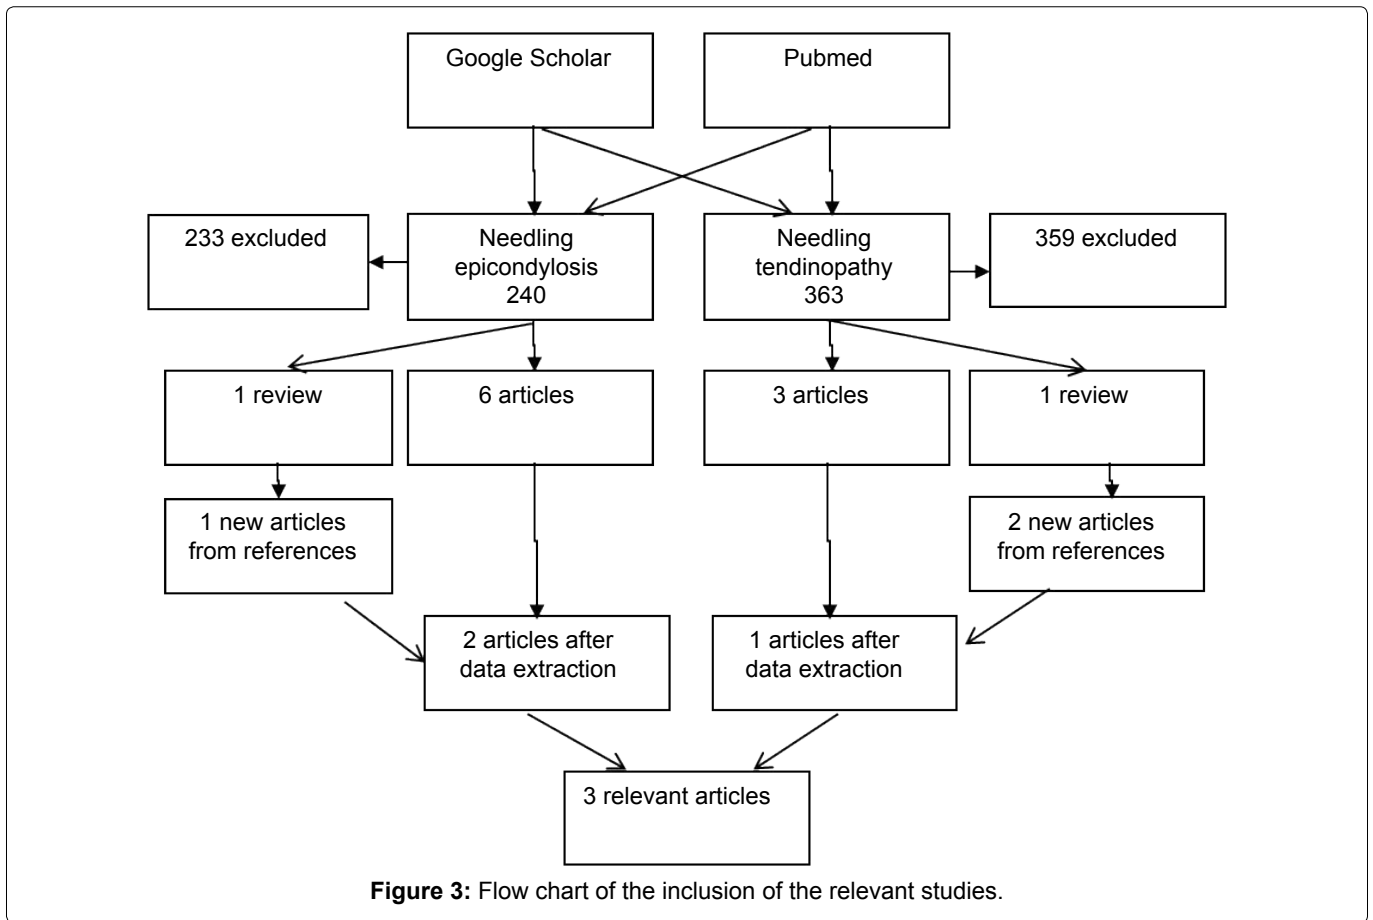 Google Scholar
Pubmed
233 excluded
Needling
epicondylosis
240
Needling
tendinopathy
363
359 excluded
1 review
6 articles
3 articles
1 review
1 new articles
from references
2 new articles
from references
2 articles after
data extraction
1 articles after
data extraction
3 relevant articles
Figure 3: Flow chart of the inclusion of the relevant studies.